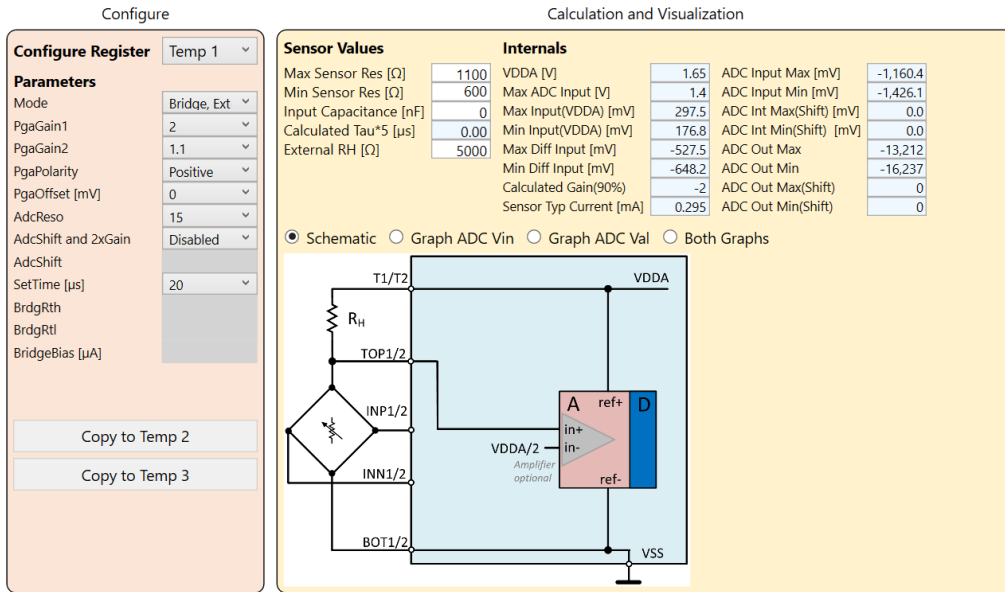 Configure
Configure Register Temp 1
Parameters
Mode Bridge, Ext
PgaGain1 2
PgaGain2 1.1
PgaPolarity Positive
PgaOffset [mV] 0
AdcReso 15
AdcShift and 2xGain Disabled
AdcShift
SetTime [µs] 20
BrdgRth
BrdgRtl
BridgeBias [µA]
Copy to Temp 2
Copy to Temp 3
Calculation and Visualization
Sensor Values
Max Sensor Res [Ω] 1100
Min Sensor Res [Ω] 600
Input Capacitance [nF] 0
Calculated Tau*5 [µs] 0.00
External RH [Ω] 5000
Internals
VDDA [V] 1.65
Max ADC Input [V] 1.4
Max Input(VDDA) [mV] 297.5
Min Input(VDDA) [mV] 176.8
Max Diff Input [mV] -527.5
Min Diff Input [mV] -648.2
Calculated Gain(90%) -2
Sensor Typ Current [mA] 0.295
ADC Input Max [mV] -1,160.4
ADC Input Min [mV] -1,426.1
ADC Int Max(Shift) [mV] 0.0
ADC Int Min(Shift) [mV] 0.0
ADC Out Max -13,212
ADC Out Min -16,237
ADC Out Max(Shift) 0
ADC Out Min(Shift) 0
Schematic Graph ADC Vin Graph ADC Val Both Graphs
T1/T2
VDDA
RH
TOP1/2
INP1/2
A ref+ D
in+
VDDA/2 in-
Amplifier
optional
INN1/2
ref-
BOT1/2
VSS